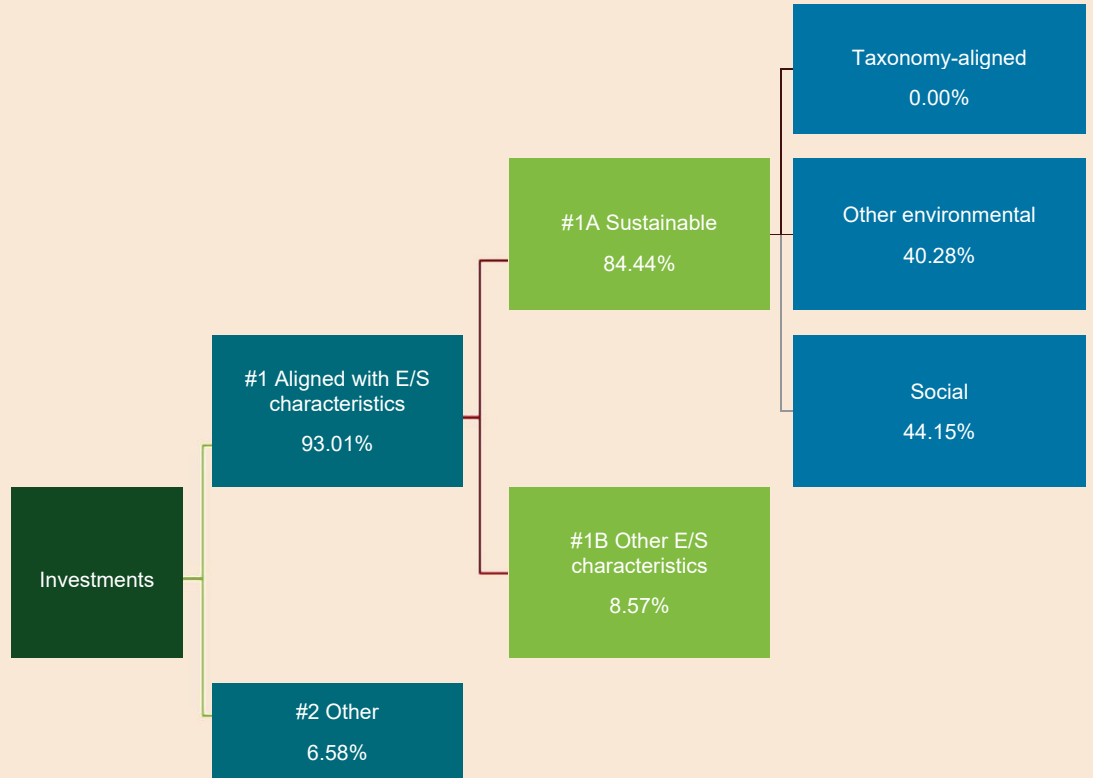 Taxonomy-aligned
0.00%
#1A Sustainable
84.44%
Other environmental
40.28%
#1 Aligned with E/S
characteristics
93.01%
Social
44.15%
Investments
#1B Other E/S
characteristics
8.57%
#2 Other
6.58%